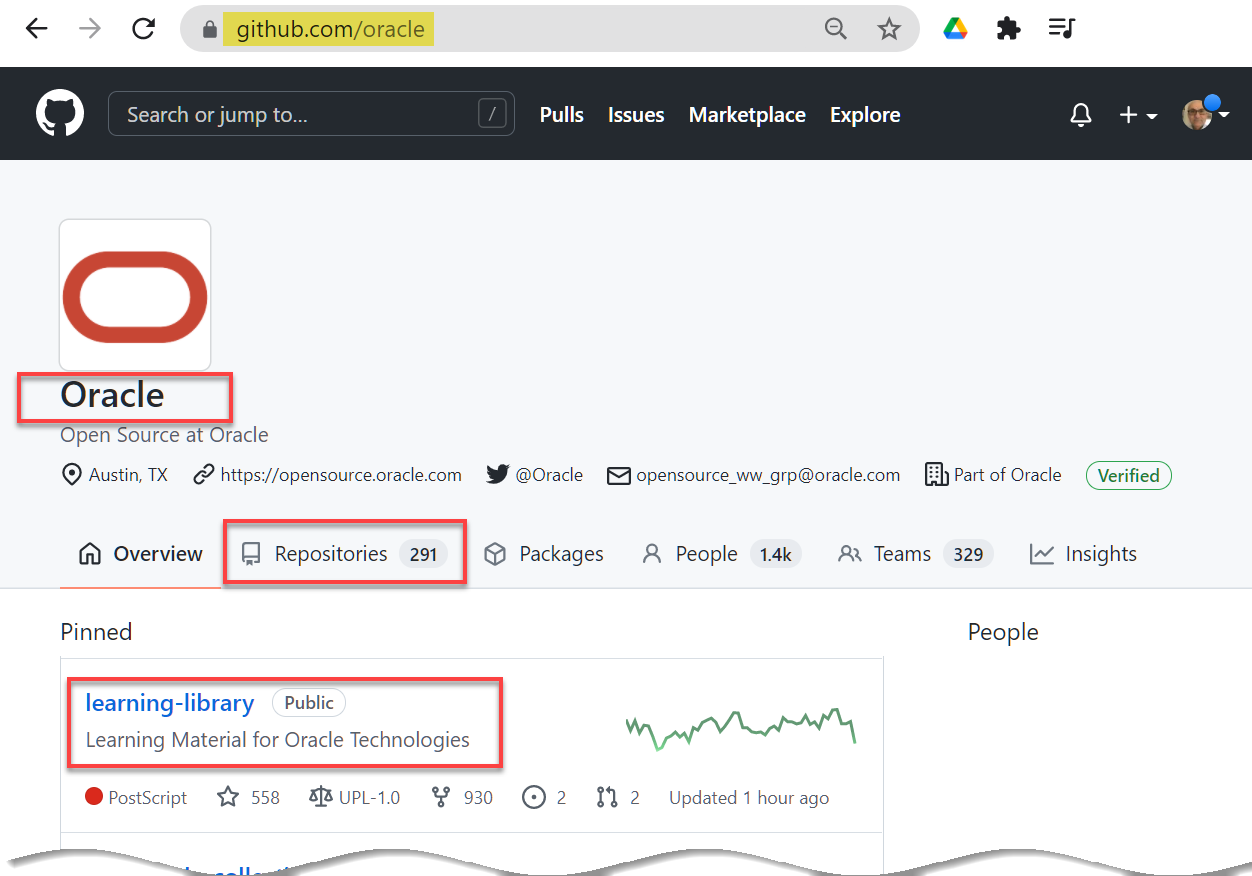 github.com/oracle
Search or jump to... /
Pulls Issues Marketplace Explore
Oracle
Open Source at Oracle
Austin, TX https://opensource.oracle.com @Oracle opensource_ww_grp@oracle.com Part of Oracle Verified
Overview Repositories 291 Packages People 1.4k Teams 329 Insights
Pinned
People
learning-library Public
Learning Material for Oracle Technologies
PostScript 558 UPL-1.0 930 2 2 Updated 1 hour ago